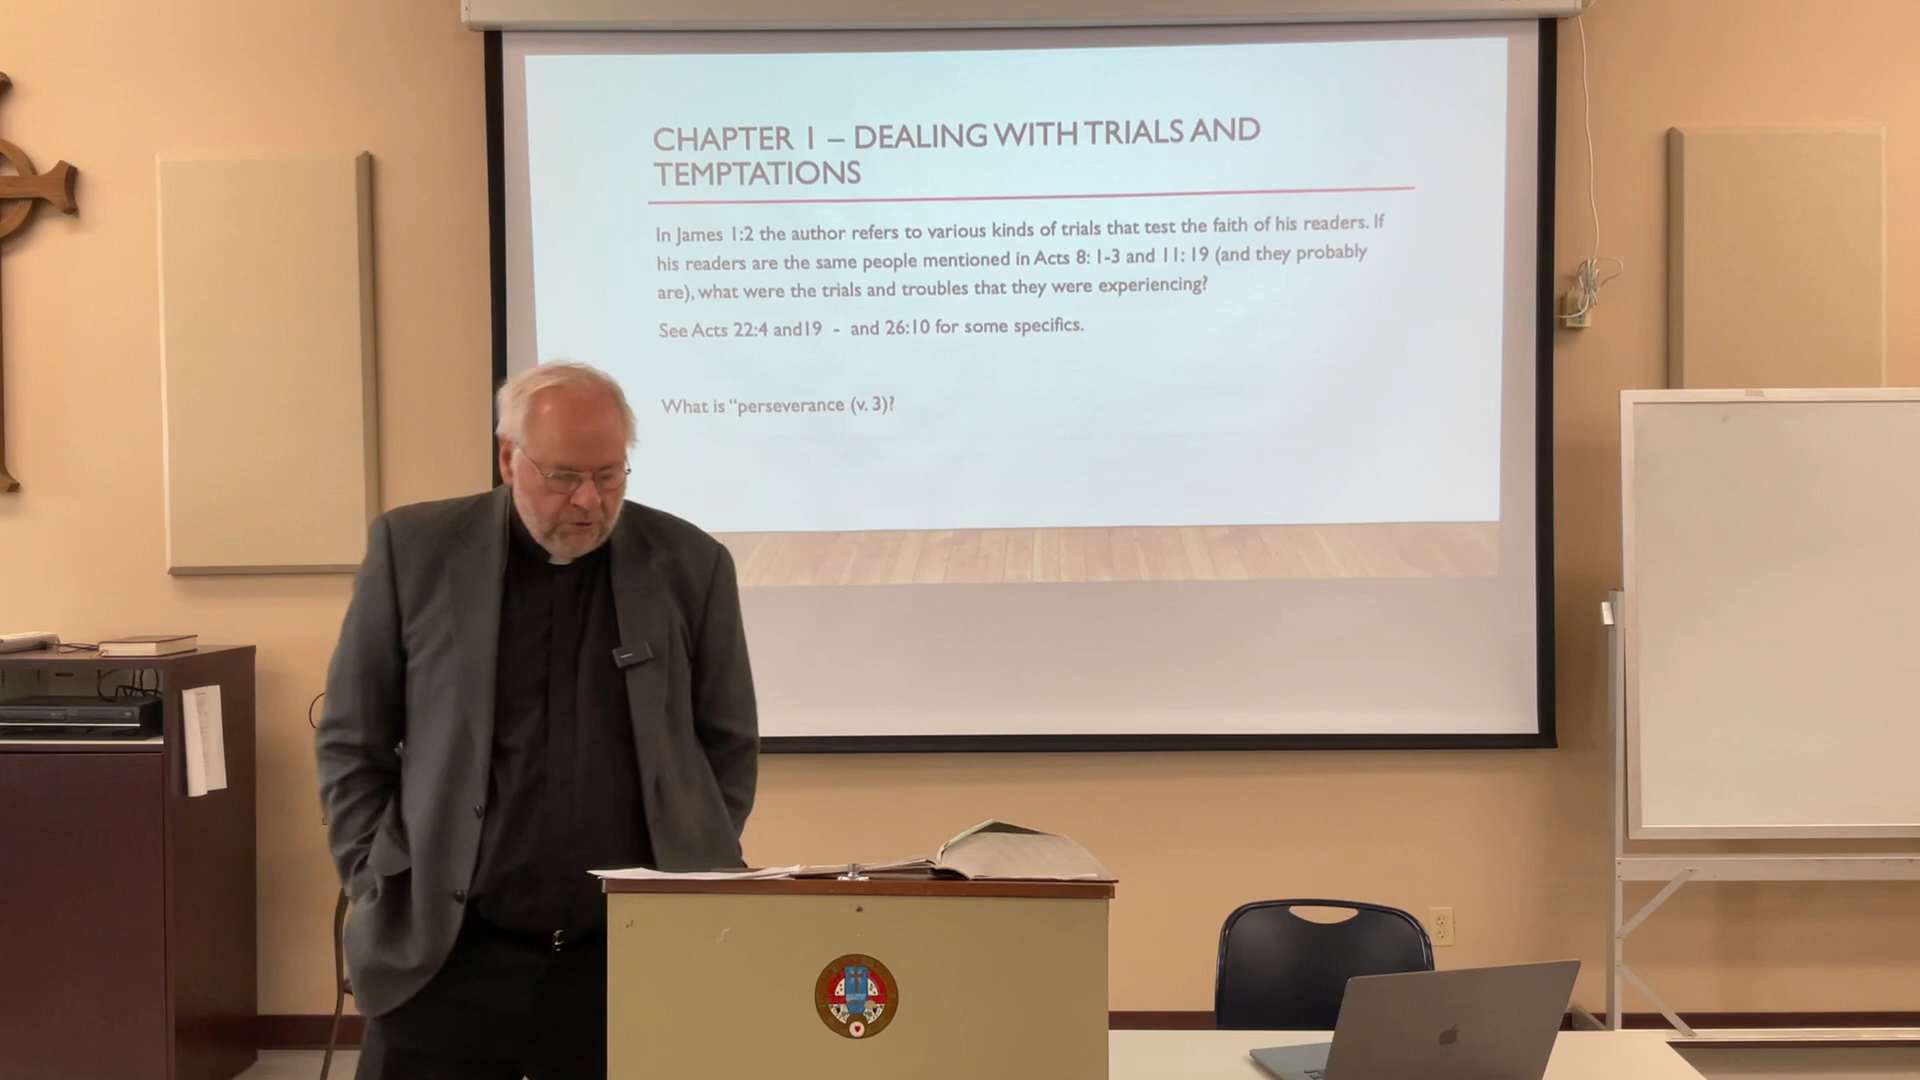 CHAPTER 1 – DEALING WITH TRIALS AND
TEMPTATIONS
In James 1:2 the author refers to various kinds of trials that test the faith of his readers. If
his readers are the same people mentioned in Acts 8: 1-3 and 11: 19 (and they probably
are), what were the trials and troubles that they were experiencing?
See Acts 22:4 and19 - and 26:10 for some specifics.
What is “perseverance (v. 3)?